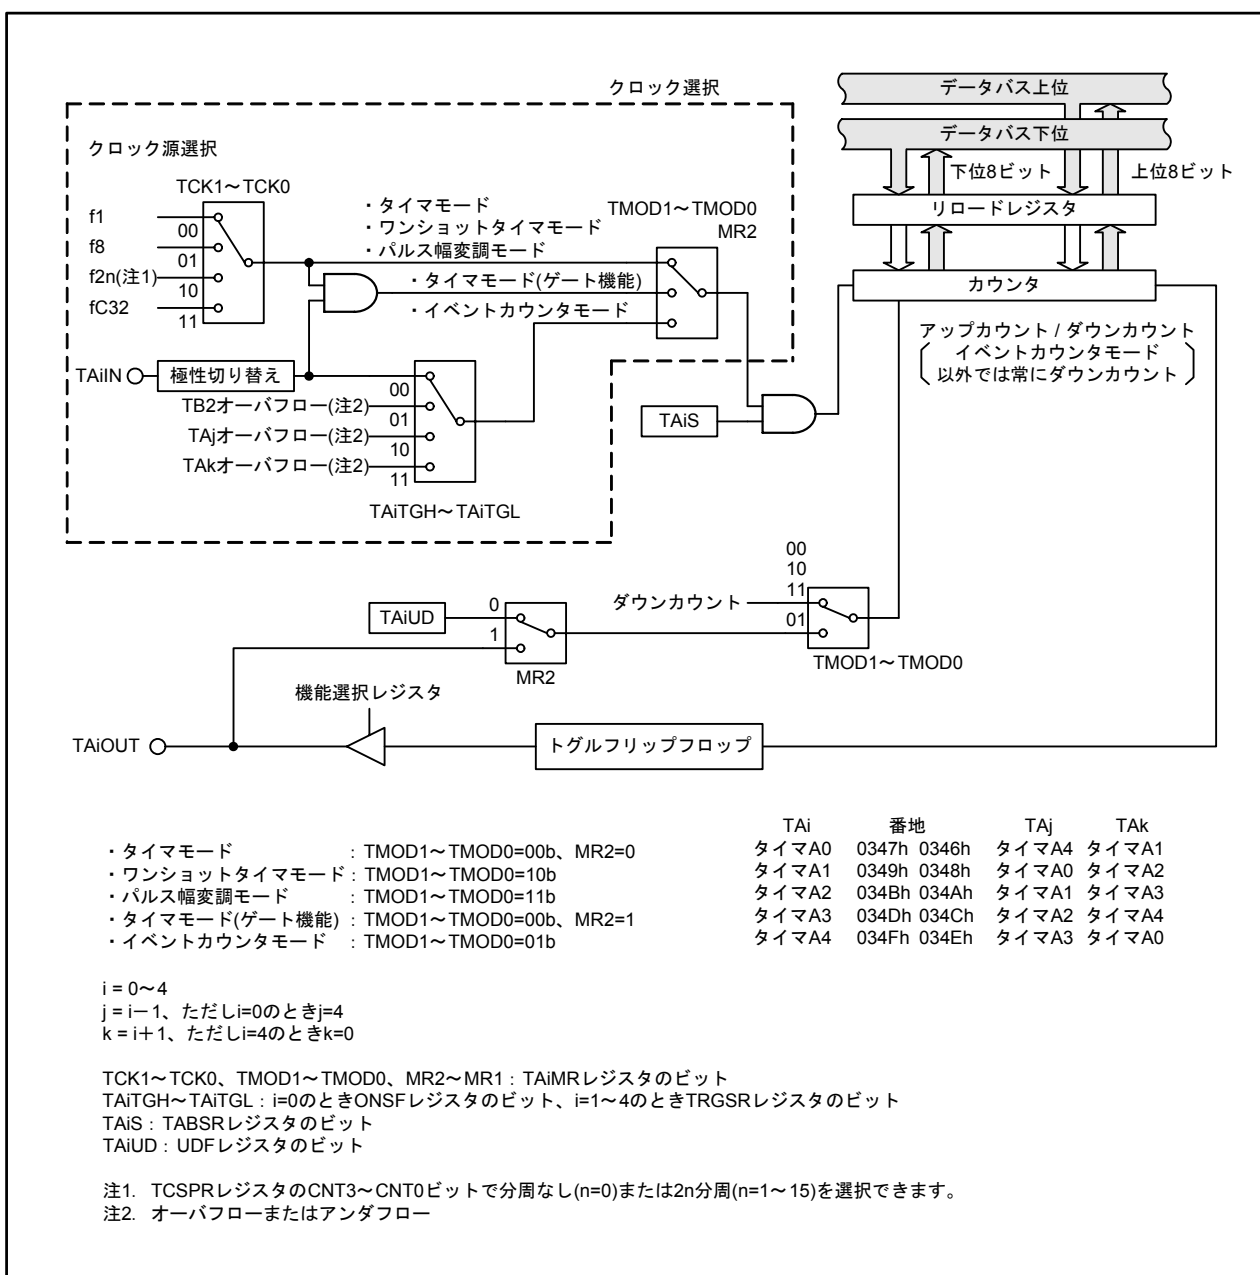 クロック選択
データバス上位
データバス下位
クロック源選択
下位8ビット
上位8ビット
TCK1～TCK0
・タイマモード
・ワンショットタイマモード
・パルス幅変調モード
TMOD1～TMOD0
MR2
リロードレジスタ
f1
00
f8
01
f2n(注1)
10
fC32
11
・タイマモード(ゲート機能)
・イベントカウンタモード
カウンタ
アップカウント / ダウンカウント
イベントカウンタモード
以外では常にダウンカウント
TAiIN
極性切り替え
00
TB2オーバフロー(注2)
01
TAjオーバフロー(注2)
10
TAkオーバフロー(注2)
11
TAiTGH～TAiTGL
TAiS
00
10
11
ダウンカウント
01
TMOD1～TMOD0
TAiUD
0
1
MR2
機能選択レジスタ
TAiOUT
トグルフリップフロップ
・タイマモード : TMOD1～TMOD0=00b、MR2=0
・ワンショットタイマモード : TMOD1～TMOD0=10b
・パルス幅変調モード : TMOD1～TMOD0=11b
・タイマモード(ゲート機能) : TMOD1～TMOD0=00b、MR2=1
・イベントカウンタモード : TMOD1～TMOD0=01b
TAi 番地 TAj TAk
タイマA0 0347h 0346h タイマA4 タイマA1
タイマA1 0349h 0348h タイマA0 タイマA2
タイマA2 034Bh 034Ah タイマA1 タイマA3
タイマA3 034Dh 034Ch タイマA2 タイマA4
タイマA4 034Fh 034Eh タイマA3 タイマA0
i = 0～4
j = i－1、ただしi=0のときj=4
k = i＋1、ただしi=4のときk=0
TCK1～TCK0、TMOD1～TMOD0、MR2～MR1 : TAiMRレジスタのビット
TAiTGH～TAiTGL : i=0のときONSFレジスタのビット、i=1～4のときTRGSRレジスタのビット
TAiS : TABSRレジスタのビット
TAiUD : UDFレジスタのビット
注1. TCSPRレジスタのCNT3～CNT0ビットで分周なし(n=0)または2n分周(n=1～15)を選択できます。
注2. オーバフローまたはアンダフロー